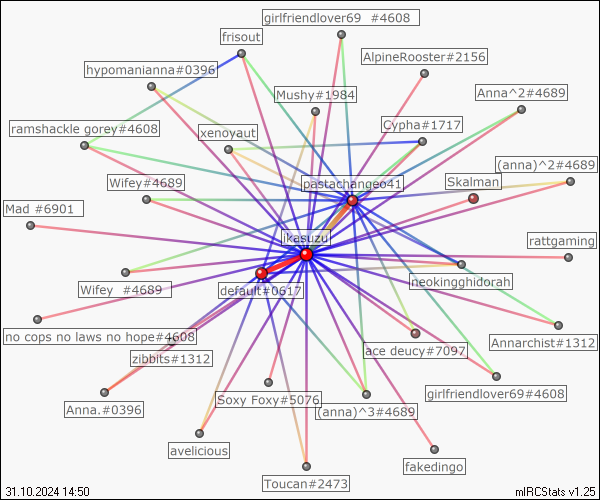 girlfriendlover69 #4608
frisout
AlpineRooster#2156
hypomanianna#0396
Mushy#1984
Anna^2#4689
ramshackle gorey#4608
xenoyaut
Cypha#1717
(anna)^2#4689
Wifey#4689
pastachangeo41
Skalman
Mad #6901
ikasuzu
rattgaming
Wifey #4689
default#0617
neokingghidorah
no cops no laws no hope#4608
Annarchist#1312
zibbits#1312
ace deucy#7097
Anna.#0396
Soxy Foxy#5076
(anna)^3#4689
girlfriendlover69#4608
avelicious
Toucan#2473
fakedingo
31.10.2024 14:50
mIRCStats v1.25